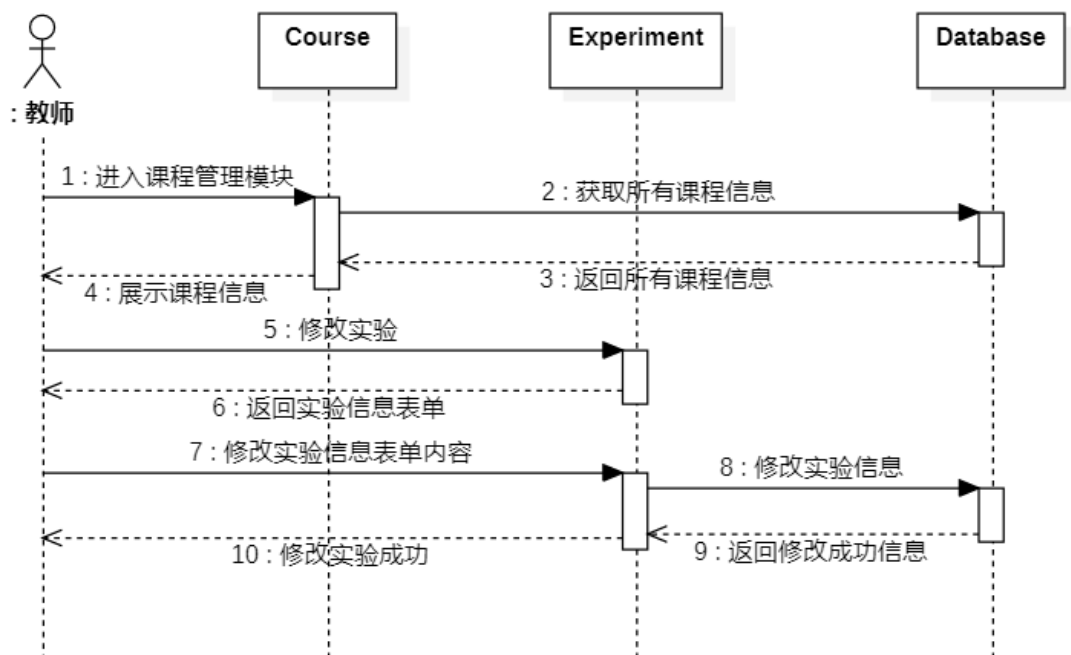 Course
Experiment
Database
: 教师
1 : 进入课程管理模块
2 : 获取所有课程信息
3 : 返回所有课程信息
4 : 展示课程信息
5 : 修改实验
6 : 返回实验信息表单
7 : 修改实验信息表单内容
8 : 修改实验信息
9 : 返回修改成功信息
10 : 修改实验成功